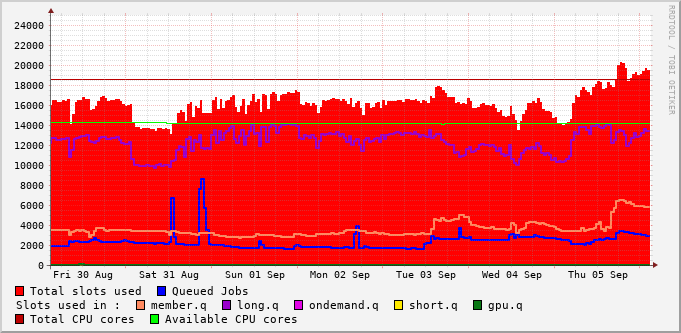 24000
22000
20000
18000
16000
14000
12000
10000
8000
6000
4000
2000
0
Fri 30 Aug Sat 31 Aug Sun 01 Sep Mon 02 Sep Tue 03 Sep Wed 04 Sep Thu 05 Sep
Total slots used Queued Jobs
Slots used in : member.q long.q ondemand.q short.q gpu.q
Total CPU cores Available CPU cores
RRDTOOL / TOBI OETIKER